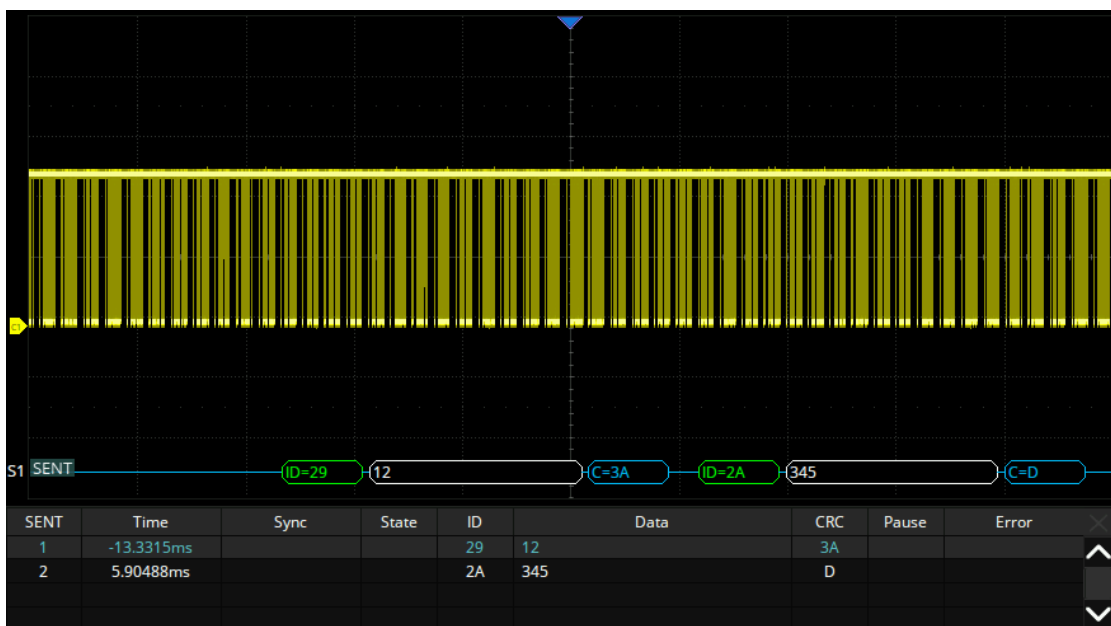 C1
S1 SENT ID=29 12 C=3A ID=2A 345 C=D
SENT Time Sync State ID Data CRC Pause Error
1 -13.3315ms 29 12 3A
2 5.90488ms 2A 345 D